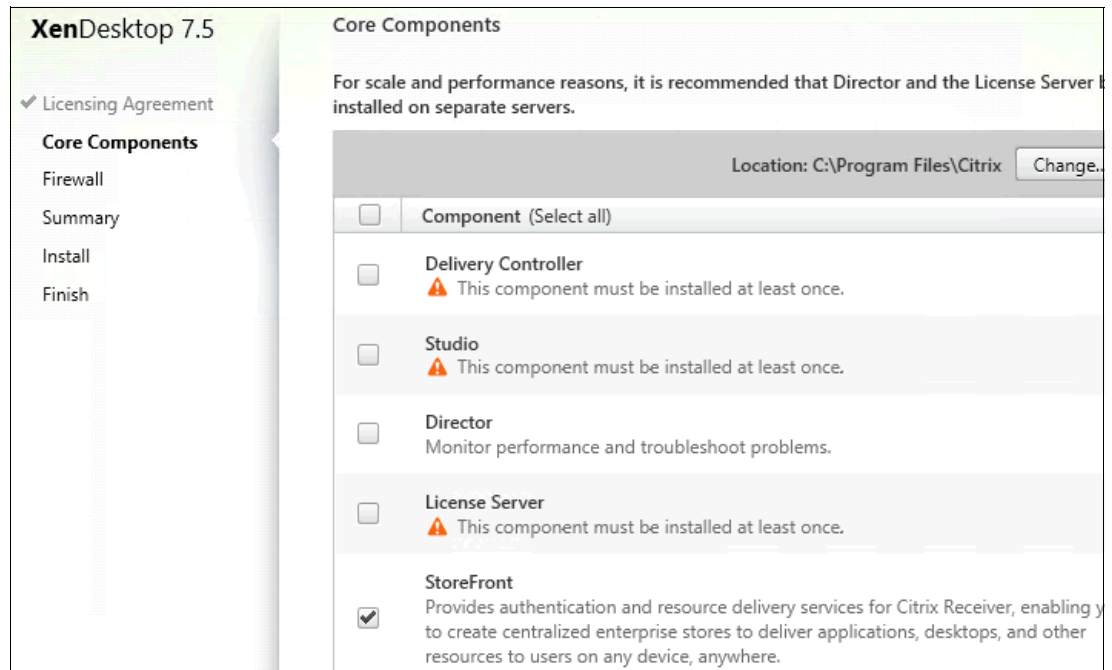 XenDesktop 7.5
Licensing Agreement
Core Components
Firewall
Summary
Install
Finish
Core Components
For scale and performance reasons, it is recommended that Director and the License Server
installed on separate servers.
Location: C:\Program Files\Citrix
Change..
Component (Select all)
Delivery Controller
This component must be installed at least once.
Studio
This component must be installed at least once.
Director
Monitor performance and troubleshoot problems.
License Server
This component must be installed at least once.
StoreFront
Provides authentication and resource delivery services for Citrix Receiver, enabling
to create centralized enterprise stores to deliver applications, desktops, and other
resources to users on any device, anywhere.